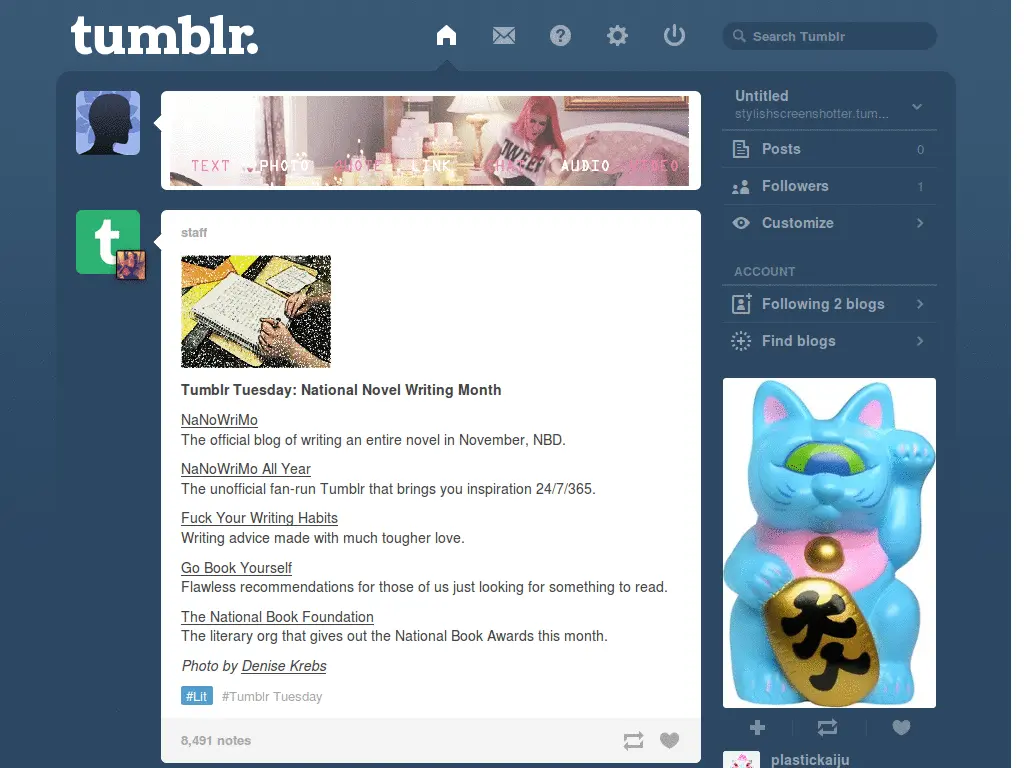 tumblr.
Search Tumblr
TEXT PHOTO QUOTE LINK CHAT AUDIO VIDEO
TWEET
Untitled
stylishscreenshotter.tum...
Posts 0
Followers 1
Customize
ACCOUNT
Following 2 blogs
Find blogs
t
staff
Tumblr Tuesday: National Novel Writing Month
NaNoWriMo
The official blog of writing an entire novel in November, NBD.
NaNoWriMo All Year
The unofficial fan-run Tumblr that brings you inspiration 24/7/365.
Fuck Your Writing Habits
Writing advice made with much tougher love.
Go Book Yourself
Flawless recommendations for those of us just looking for something to read.
The National Book Foundation
The literary org that gives out the National Book Awards this month.
Photo by Denise Krebs
#Lit #Tumblr Tuesday
8,491 notes
plastickaiju